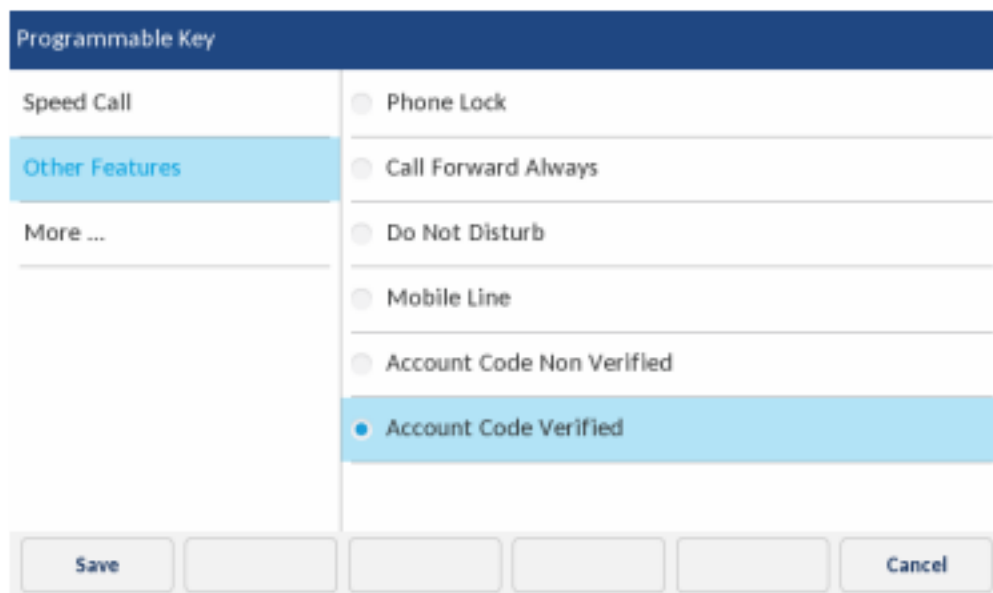 Programmable Key
Speed Call
Other Features
More ...
Phone Lock
Call Forward Always
Do Not Disturb
Mobile Line
Account Code Non Verified
Account Code Verified
Save
Cancel